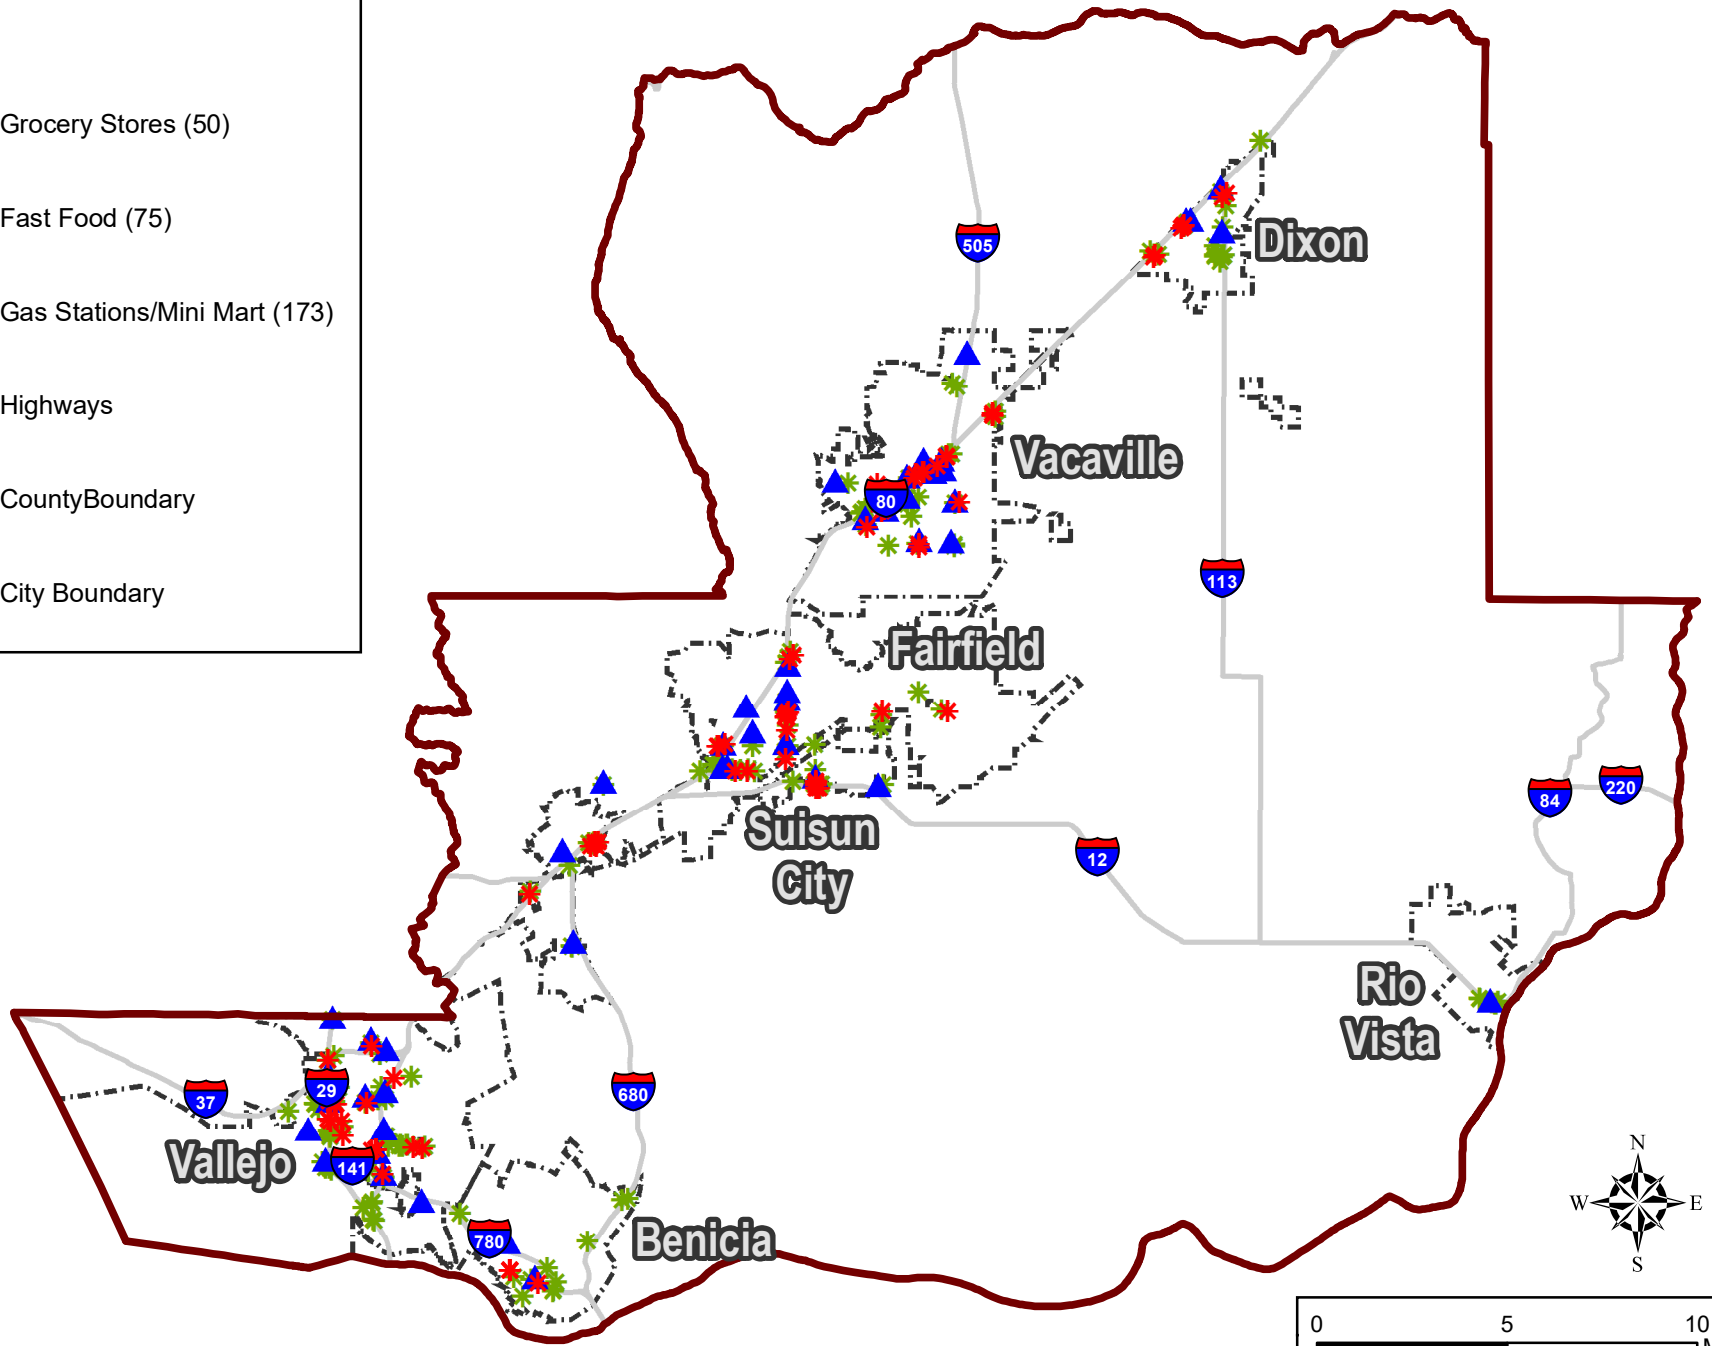 Grocery Stores (50)
Fast Food (75)
Gas Stations/Mini Mart (173)
Highways
CountyBoundary
City Boundary
505
Dixon
Vacaville
80
113
Fairfield
Suisun
City
12
84
220
Rio
Vista
37
29
141
Vallejo
680
780
Benicia
N
W
E
S
0
5
10